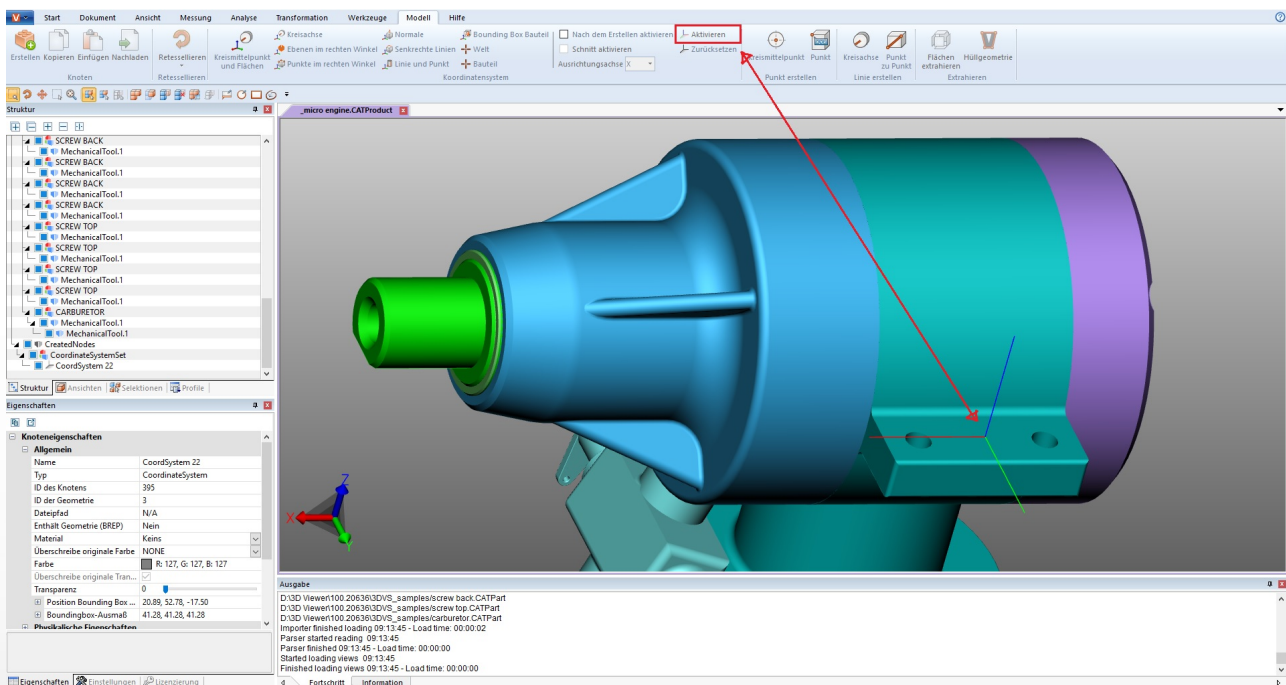 Start Dokument Ansicht Messung Analyse Transformation Werkzeuge Modell Hilfe
Kreisachse Normale Bounding Box Bauteil Nach dem Erstellen aktivieren Aktivieren
Ebenen im rechten Winkel Senkrechte Linien Welt Schnitt aktivieren Zurücksetzen
Erstellen Kopieren Einfügen Nachladen Retessellieren Kreismittelpunkt und Flächen Punkte im rechten Winkel Linie und Punkt Bauteil Ausrichtungsachse X Kreismittelpunkt Punkt Kreisachse Punkt zu Punkt Flächen extrahieren Hüllgeometrie
Knoten Retessellieren Koordinatensystem Punkt erstellen Linie erstellen Extrahieren
Struktur
_micro engine.CATProduct
SCREW BACK
MechanicalTool.1
SCREW BACK
MechanicalTool.1
SCREW BACK
MechanicalTool.1
SCREW BACK
MechanicalTool.1
SCREW TOP
MechanicalTool.1
SCREW TOP
MechanicalTool.1
SCREW TOP
MechanicalTool.1
SCREW TOP
MechanicalTool.1
CARBURETOR
MechanicalTool.1
MechanicalTool.1
CreatedNodes
CoordinateSystemSet
CoordSystem 22
Struktur Ansichten Selektionen Profile
Eigenschaften
Knoteneigenschaften
Allgemein
Name CoordSystem 22
Typ CoordinateSystem
ID des Knotens 395
ID der Geometrie 3
Dateipfad N/A
Enthält Geometrie (BREP) Nein
Material Keins
Überschreibe originale Farbe NONE
Farbe R: 127, G: 127, B: 127
Überschreibe originale Tran...
Transparenz 0
Position Bounding Box ... 20.89, 52.78, -17.50
Boundingbox-Ausmaß 41.28, 41.28, 41.28
Physikalische Eigenschaften
Eigenschaften Einstellungen Lizenzierung
Z
X
Y
Ausgabe
D:\3D Viewer\100.20636\3DVS_samples/screw back.CATPart
D:\3D Viewer\100.20636\3DVS_samples/screw top.CATPart
D:\3D Viewer\100.20636\3DVS_samples/carburetor.CATPart
Importer finished loading 09:13:45 - Load time: 00:00:02
Parser started reading 09:13:45
Parser finished 09:13:45 - Load time: 00:00:00
Started loading views 09:13:45
Finished loading views 09:13:45 - Load time: 00:00:00
Fortschritt Information